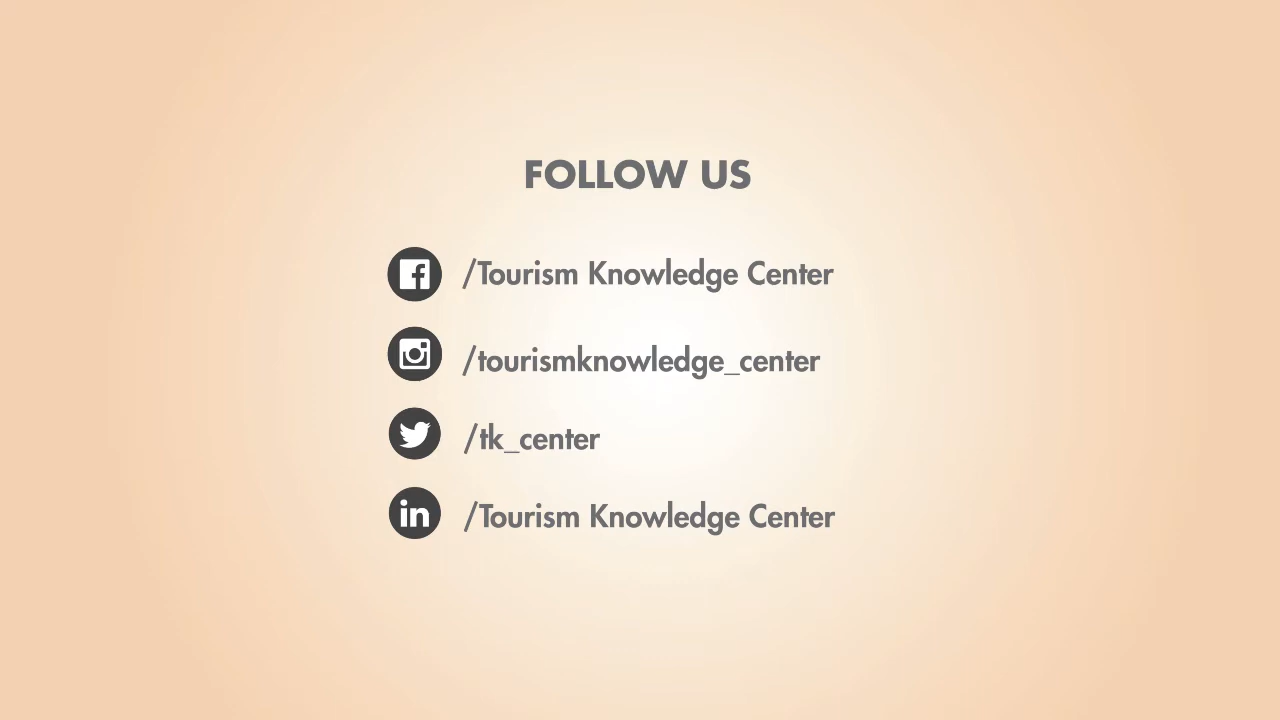 FOLLOW US
/Tourism Knowledge Center
/tourismknowledge_center
/tk_center
/Tourism Knowledge Center